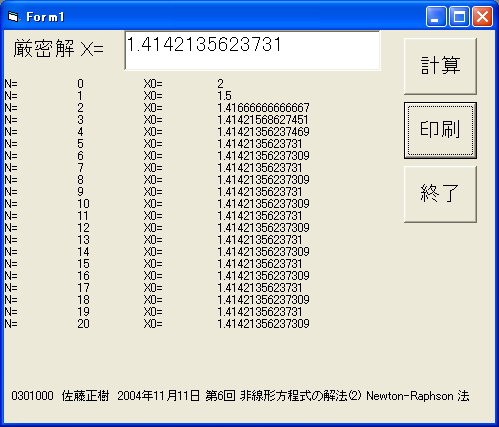 Form1
厳密解 X= 1.4142135623731
計算
印刷
終了
N= 0 X0= 2
N= 1 X0= 1.5
N= 2 X0= 1.41666666666667
N= 3 X0= 1.41421568627451
N= 4 X0= 1.41421356237469
N= 5 X0= 1.4142135623731
N= 6 X0= 1.41421356237309
N= 7 X0= 1.4142135623731
N= 8 X0= 1.41421356237309
N= 9 X0= 1.4142135623731
N= 10 X0= 1.41421356237309
N= 11 X0= 1.4142135623731
N= 12 X0= 1.41421356237309
N= 13 X0= 1.4142135623731
N= 14 X0= 1.41421356237309
N= 15 X0= 1.4142135623731
N= 16 X0= 1.41421356237309
N= 17 X0= 1.4142135623731
N= 18 X0= 1.41421356237309
N= 19 X0= 1.4142135623731
N= 20 X0= 1.41421356237309
0301000 佐藤正樹 2004年11月11日 第6回 非線形方程式の解法(2) Newton-Raphson 法